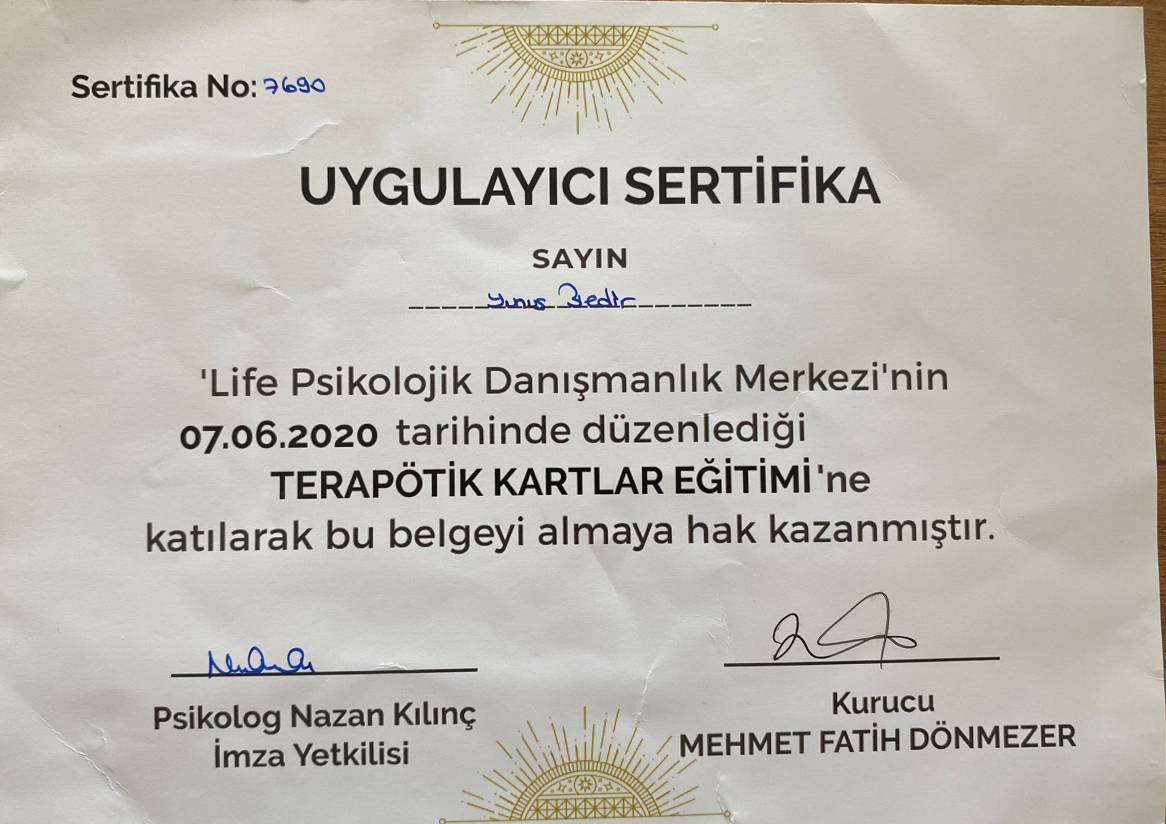 Sertifika No: 7690
UYGULAYICI SERTİFİKA
SAYIN
Yunus Bedir
'Life Psikolojik Danışmanlık Merkezi'nin
07.06.2020 tarihinde düzenlediği
TERAPÖTİK KARTLAR EĞİTİMİ'ne
katılarak bu belgeyi almaya hak kazanmıştır.
Psikolog Nazan Kılınç
İmza Yetkilisi
Kurucu
MEHMET FATİH DÖNMEZER